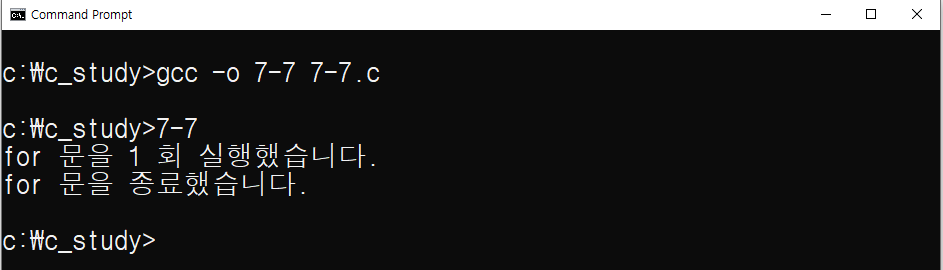 Command Prompt
c:₩c_study>gcc -o 7-7 7-7.c
c:₩c_study>7-7
for 문을 1 회 실행했습니다.
for 문을 종료했습니다.
c:₩c_study>